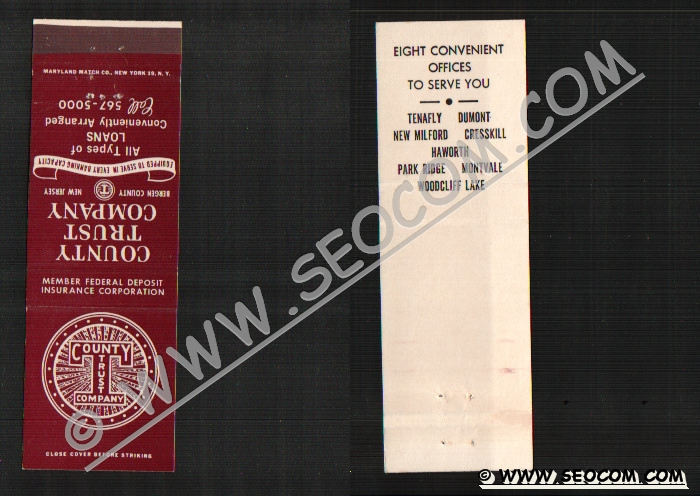 MARYLAND MATCH CO., NEW YORK 19, N. Y.
COUNTY
TRUST
COMPANY
BERGEN COUNTY NEW JERSEY
EQUIPPED TO SERVE IN EVERY BANKING CAPACITY
All Types of
LOANS
Conveniently Arranged
Call 567-5000
MEMBER FEDERAL DEPOSIT
INSURANCE CORPORATION
COUNTY
TRUST
COMPANY
CLOSE COVER BEFORE STRIKING
EIGHT CONVENIENT
OFFICES
TO SERVE YOU
TENAFLY DUMONT
NEW MILFORD CRESSKILL
HAWORTH
PARK RIDGE MONTVALE
WOODCLIFF LAKE
© WWW.SEOCOM.COM
© WWW.SEOCOM.COM